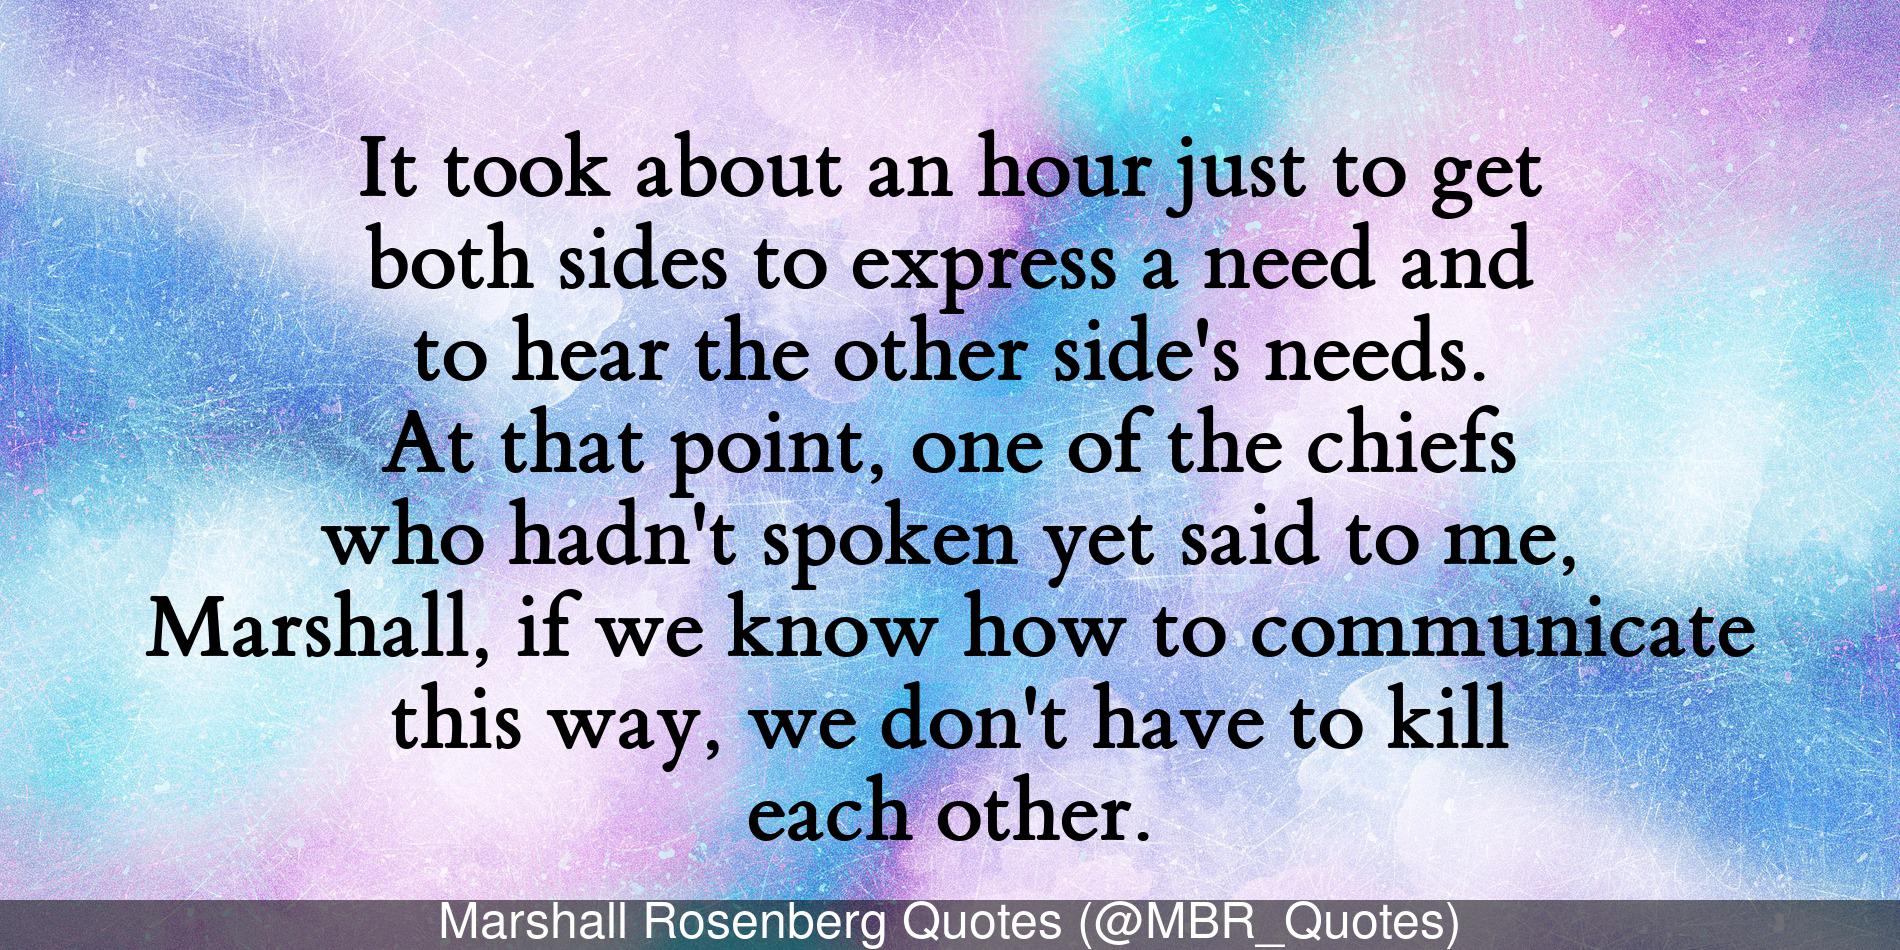 It took about an hour just to get
both sides to express a need and
to hear the other side's needs.
At that point, one of the chiefs
who hadn't spoken yet said to me,
Marshall, if we know how to communicate
this way, we don't have to kill
each other.
Marshall Rosenberg Quotes (@MBR_Quotes)